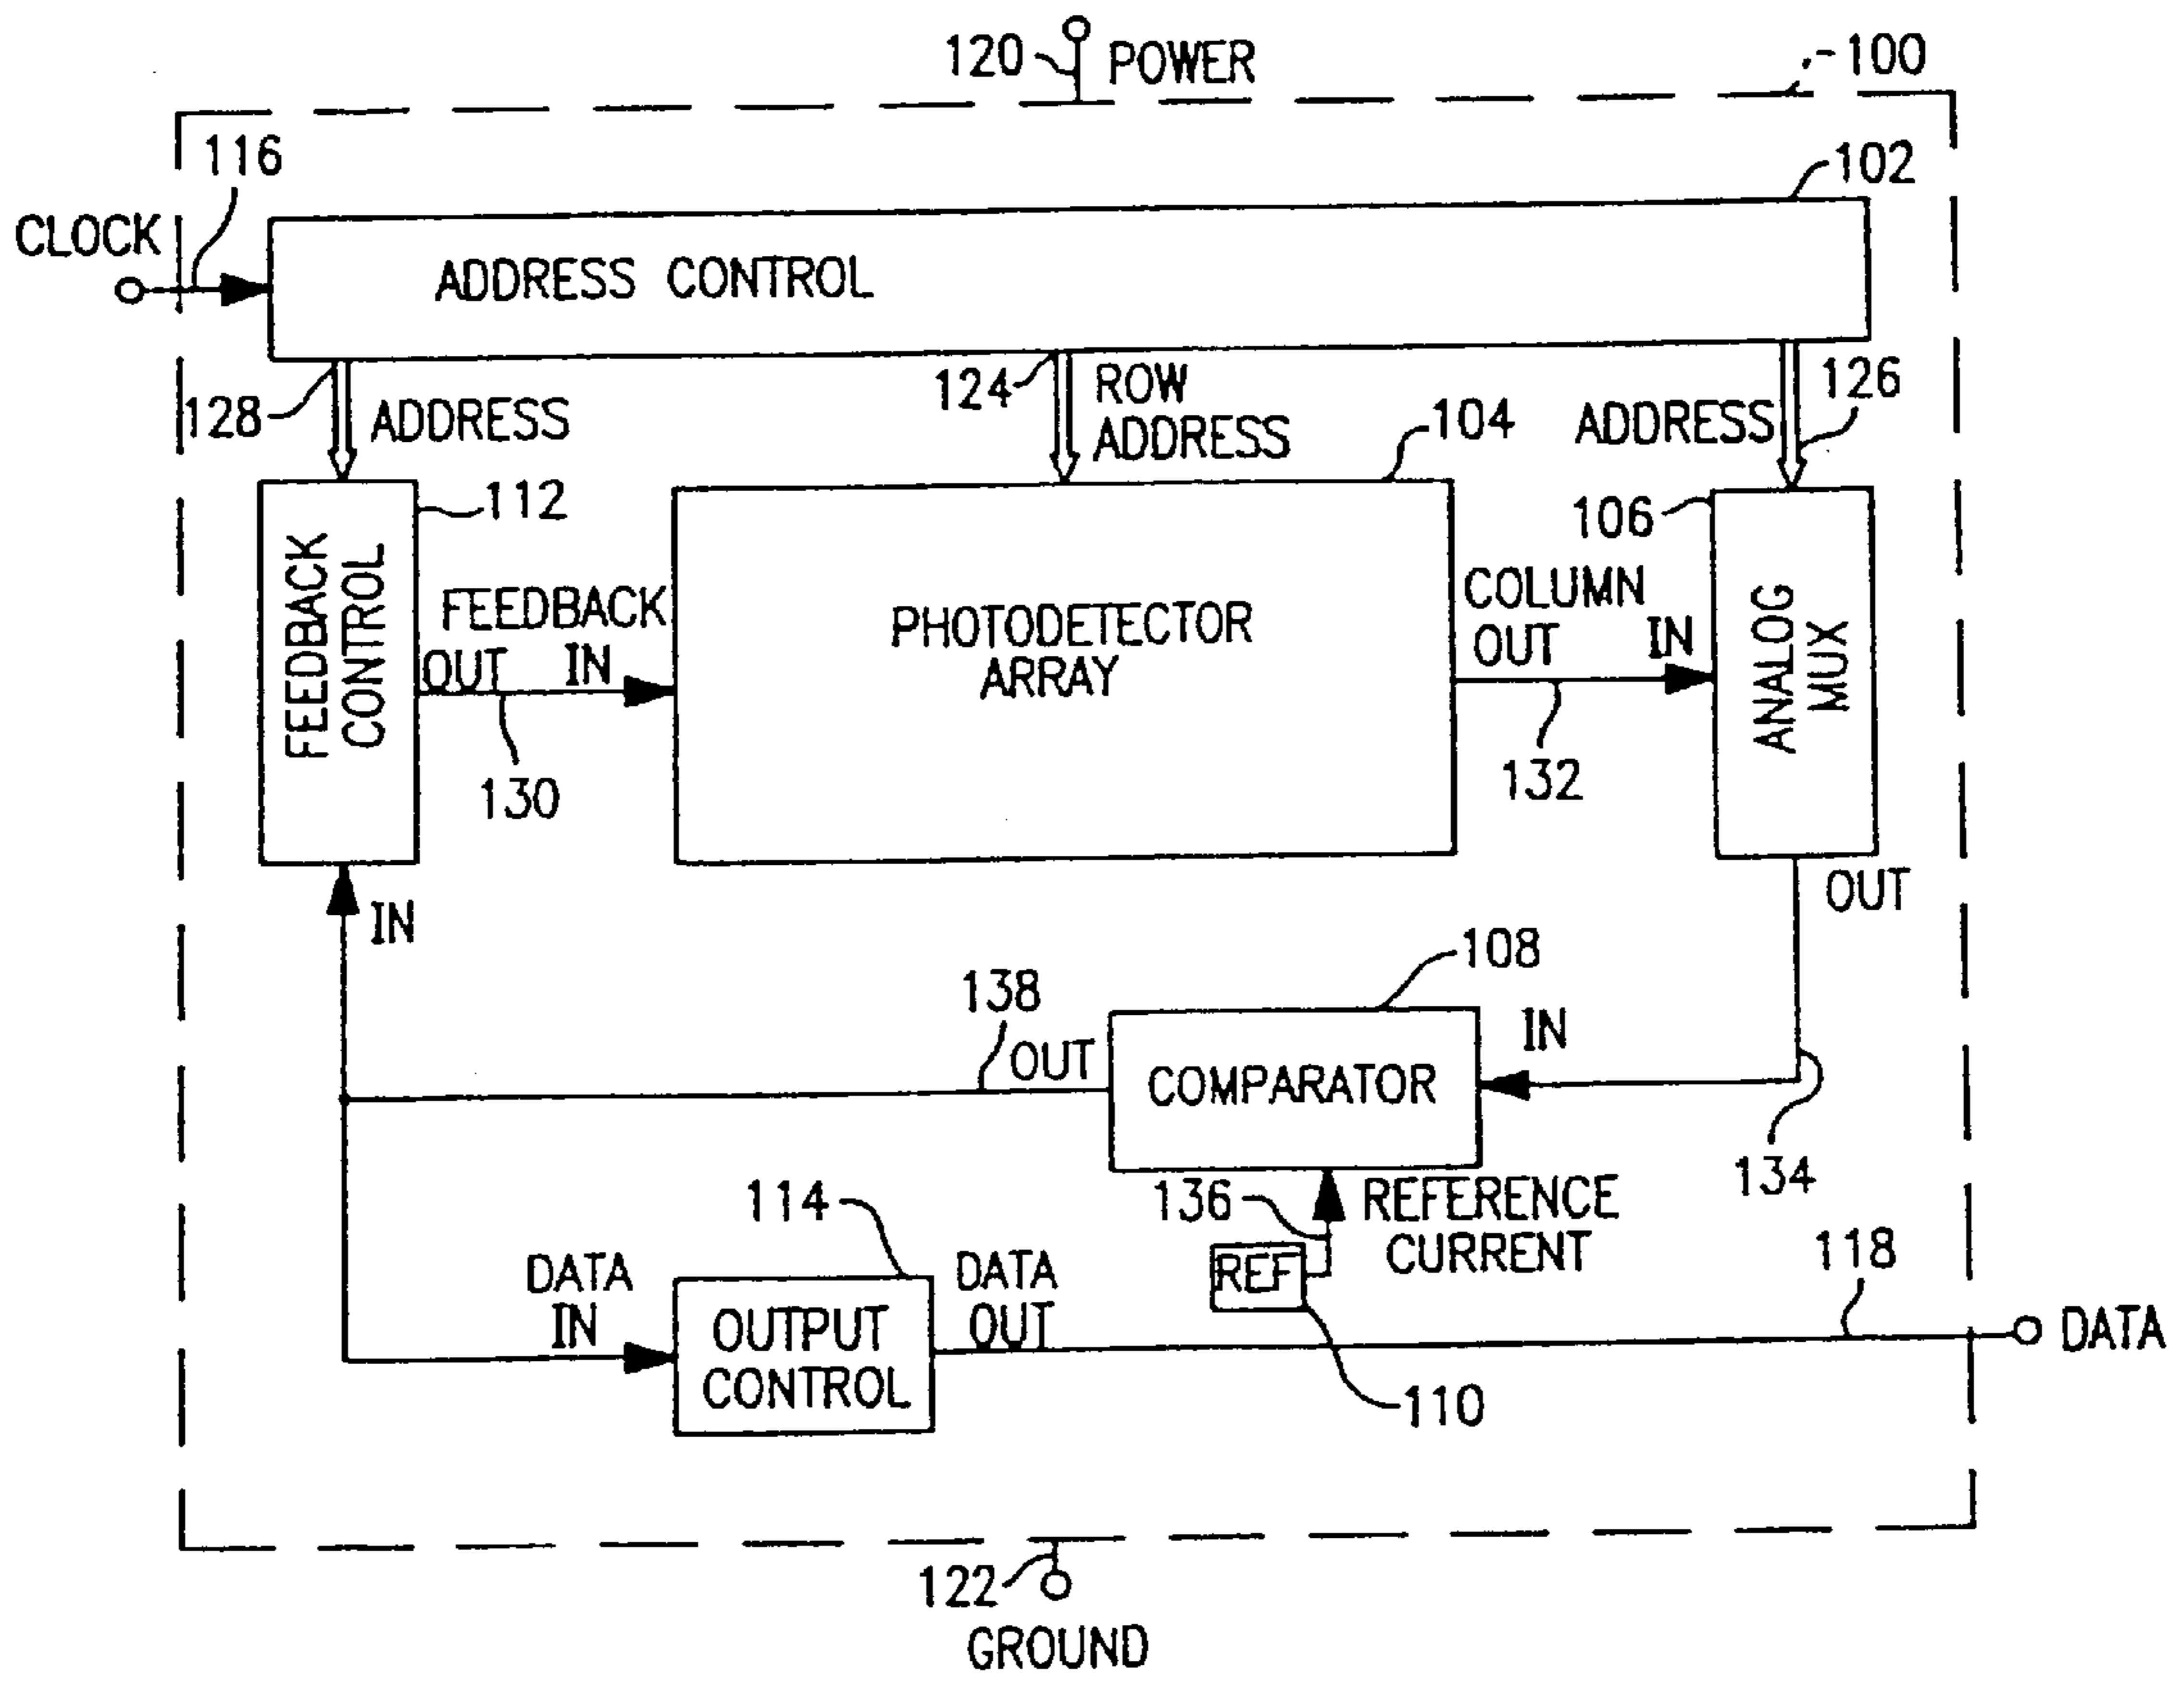 120
POWER
100
116
CLOCK
102
ADDRESS CONTROL
128
ADDRESS
124
ROW
ADDRESS
104
ADDRESS
126
112
106
FEEDBACK
CONTROL
FEEDBACK
OUT
IN
130
PHOTODETECTOR
ARRAY
COLUMN
OUT
IN
132
ANALOG
MUX
OUT
IN
138
OUT
108
COMPARATOR
IN
134
136
REFERENCE
CURRENT
REF
110
114
DATA
IN
OUTPUT
CONTROL
DATA
OUT
118
DATA
122
GROUND